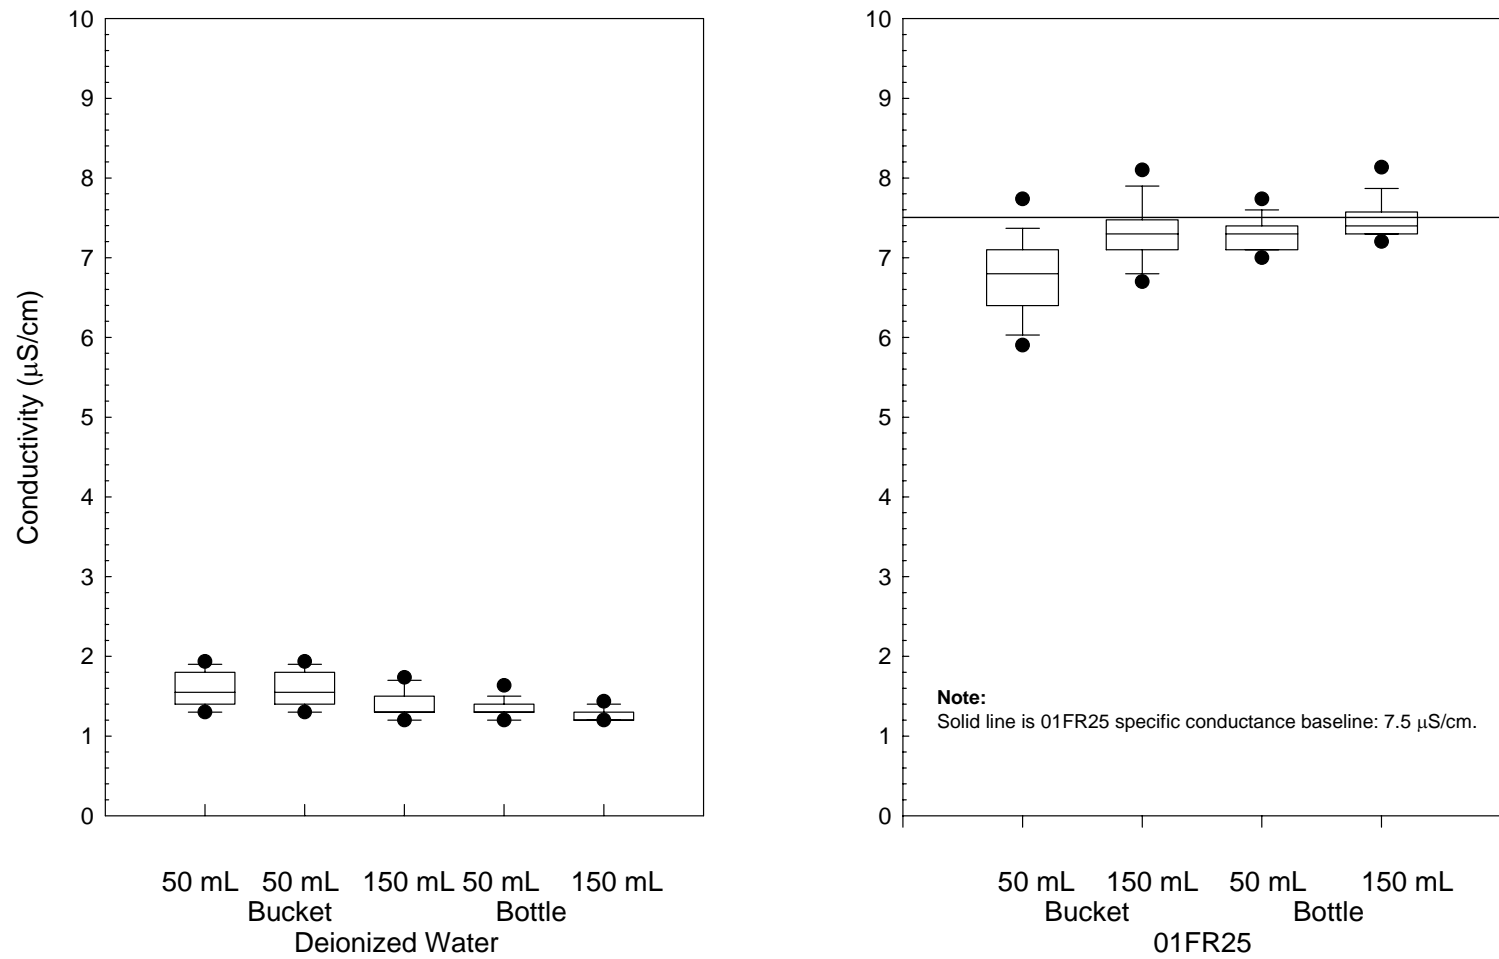 Conductivity (μS/cm)
10
9
8
7
6
5
4
3
2
1
0
50 mL 50 mL 150 mL 50 mL 150 mL
Bucket Bottle
Deionized Water
10
9
8
7
6
5
4
3
2
1
0
Note:
Solid line is 01FR25 specific conductance baseline: 7.5 μS/cm.
50 mL 150 mL 50 mL 150 mL
Bucket Bottle
01FR25